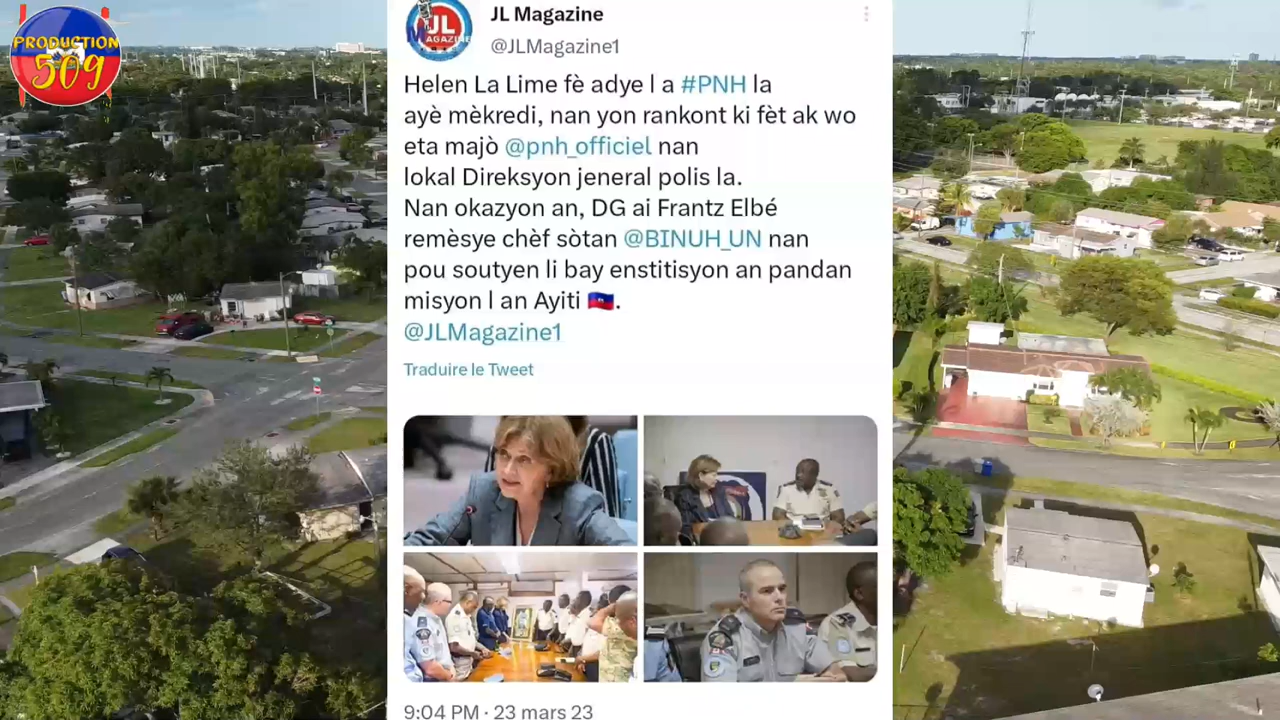 PRODUCTION
509
JL
MAGAZINE
JL Magazine
@JLMagazine1
Helen La Lime fè adye l a #PNH la
ayè mèkredi, nan yon rankont ki fèt ak wo
eta majò @pnh_officiel nan
lokal Direksyon jeneral polis la.
Nan okazyon an, DG ai Frantz Elbé
remèsye chèf sòtan @BINUH_UN nan
pou soutyen li bay enstitisyon an pandan
misyon l an Ayiti 🇭🇹.
@JLMagazine1
Traduire le Tweet
9:04 PM · 23 mars 23